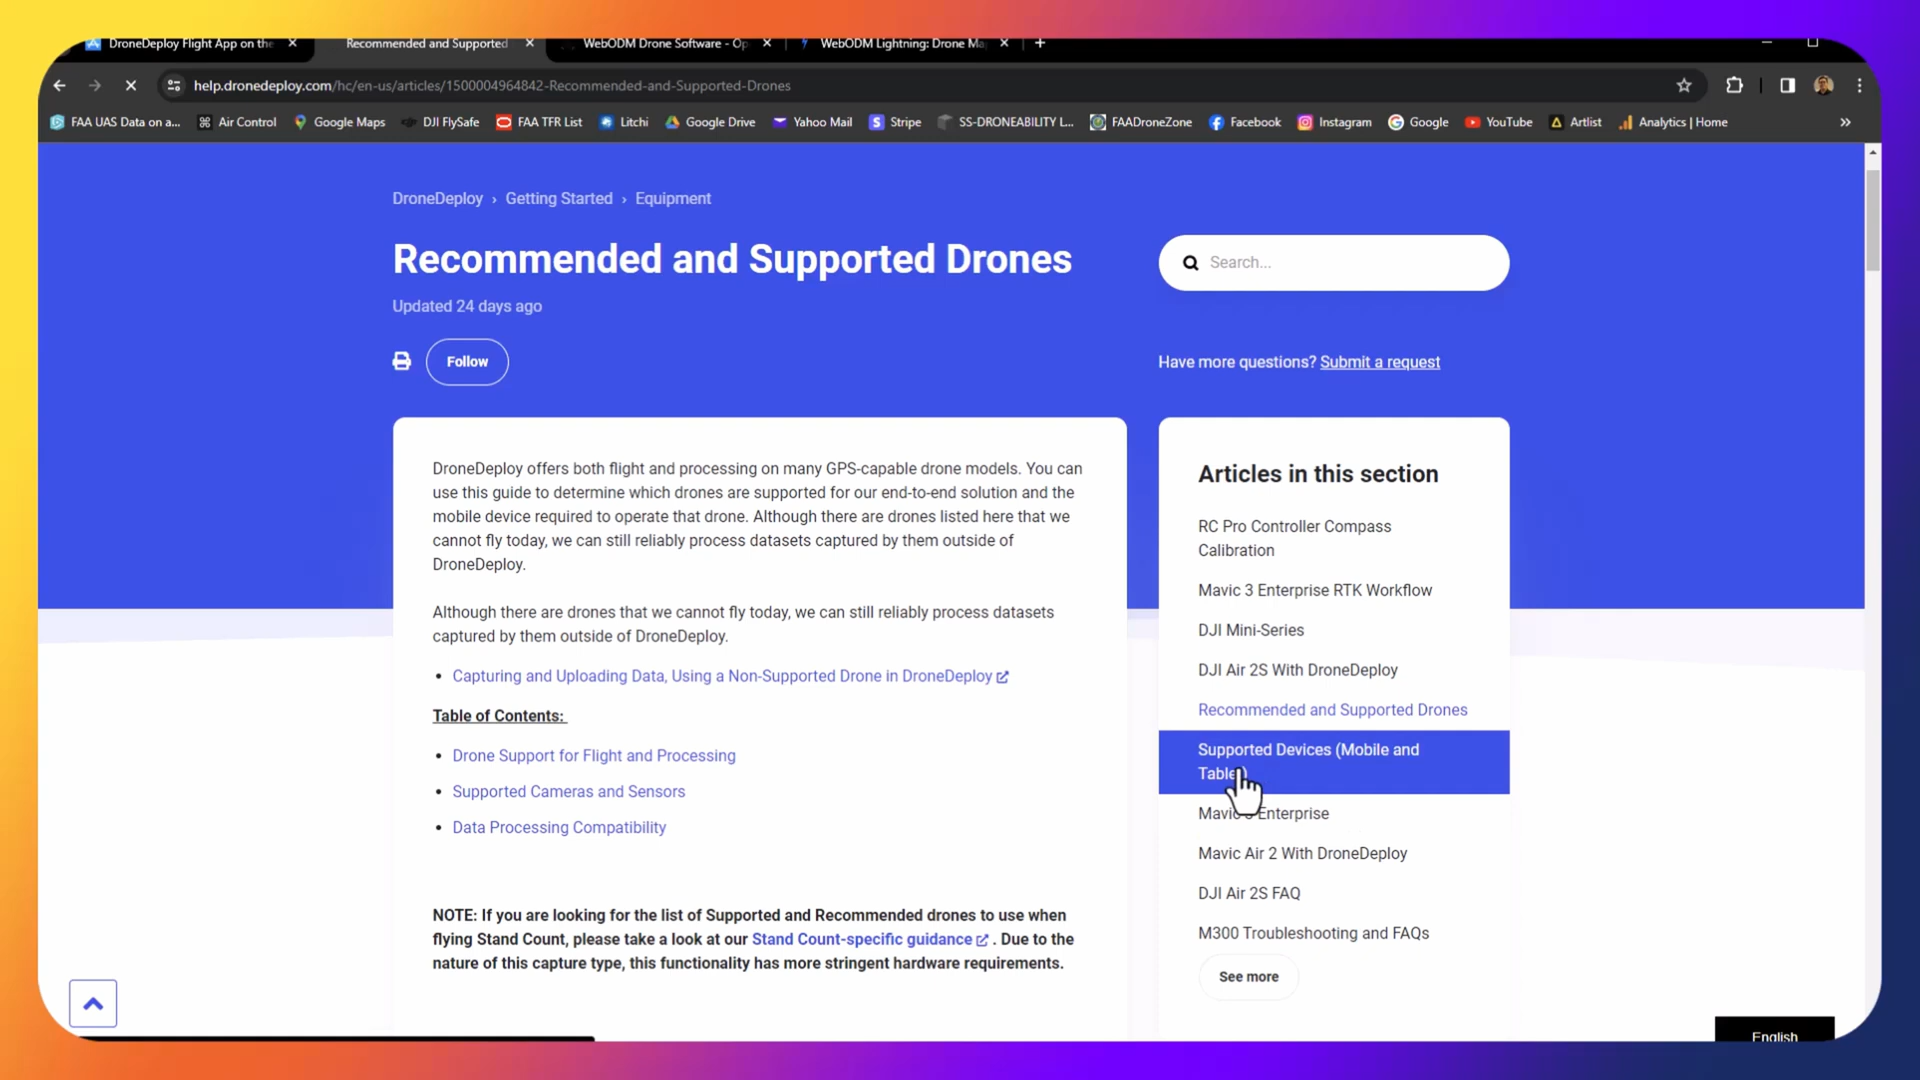 DroneDeploy Flight App on the
Recommended and Supported
WebODM Drone Software - Op
WebODM Lightning: Drone Ma
help.dronedeploy.com/hc/en-us/articles/1500004964842-Recommended-and-Supported-Drones
FAA UAS Data on a... Air Control Google Maps DJI FlySafe FAA TFR List Litchi Google Drive Yahoo Mail Stripe SS-DRONEABILITY L... FAADroneZone Facebook Instagram Google YouTube Artlist Analytics | Home »
DroneDeploy › Getting Started › Equipment
Recommended and Supported Drones
Search...
Updated 24 days ago
Follow
Have more questions? Submit a request
DroneDeploy offers both flight and processing on many GPS-capable drone models. You can
use this guide to determine which drones are supported for our end-to-end solution and the
mobile device required to operate that drone. Although there are drones listed here that we
cannot fly today, we can still reliably process datasets captured by them outside of
DroneDeploy.
Although there are drones that we cannot fly today, we can still reliably process datasets
captured by them outside of DroneDeploy.
• Capturing and Uploading Data, Using a Non-Supported Drone in DroneDeploy
Table of Contents:
• Drone Support for Flight and Processing
• Supported Cameras and Sensors
• Data Processing Compatibility
NOTE: If you are looking for the list of Supported and Recommended drones to use when
flying Stand Count, please take a look at our Stand Count-specific guidance . Due to the
nature of this capture type, this functionality has more stringent hardware requirements.
Articles in this section
RC Pro Controller Compass
Calibration
Mavic 3 Enterprise RTK Workflow
DJI Mini-Series
DJI Air 2S With DroneDeploy
Recommended and Supported Drones
Supported Devices (Mobile and
Tablet)
Mavic 3 Enterprise
Mavic Air 2 With DroneDeploy
DJI Air 2S FAQ
M300 Troubleshooting and FAQs
See more
English